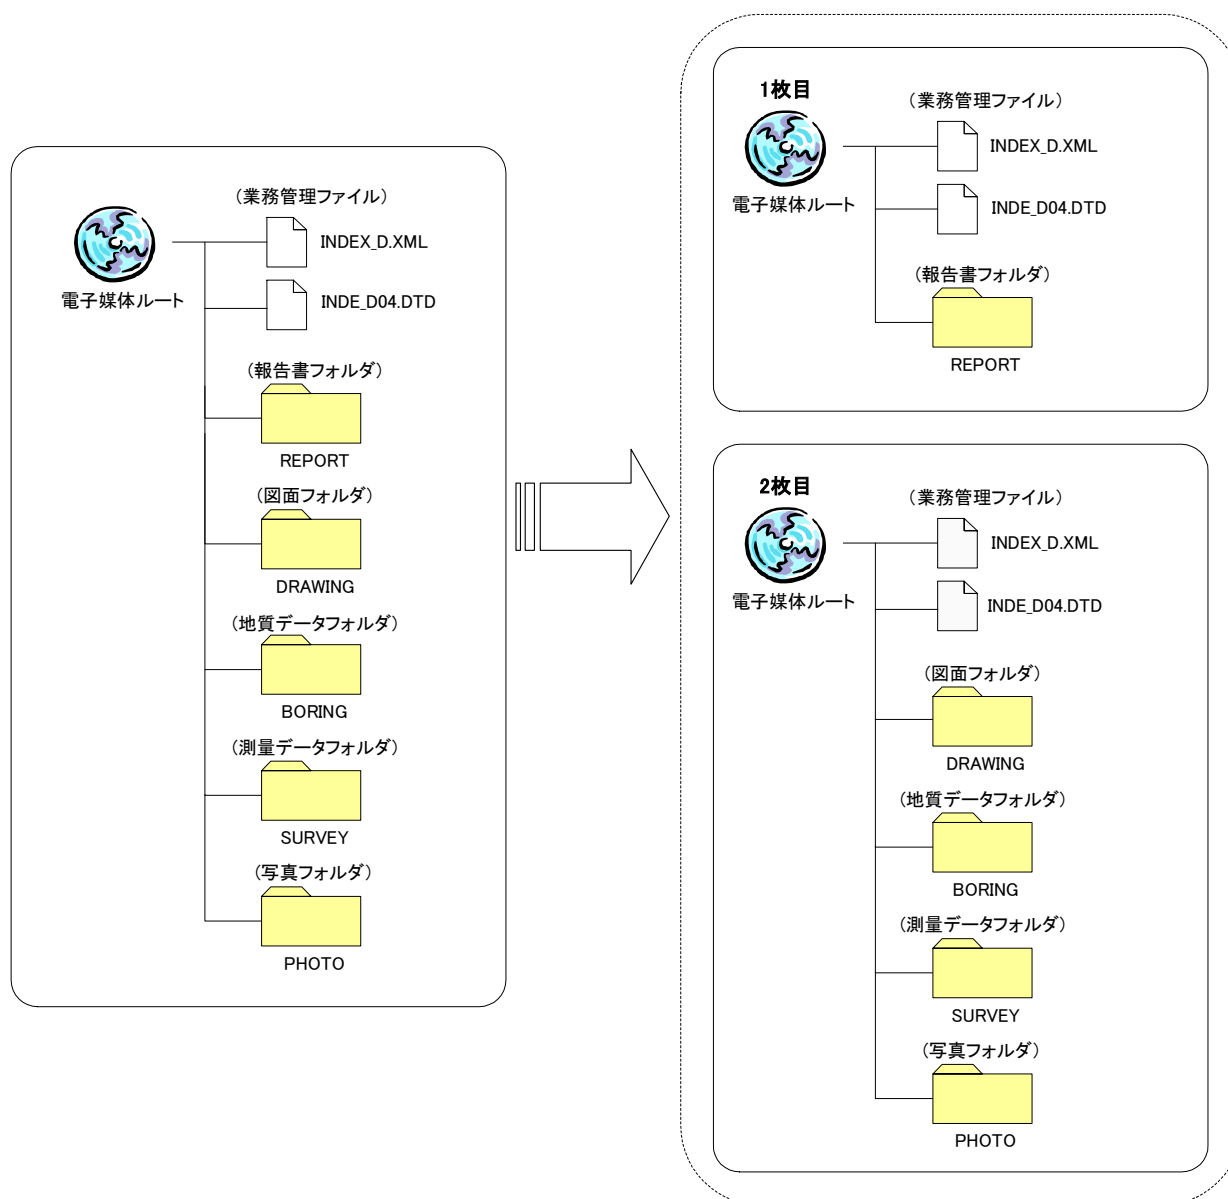 (業務管理ファイル)
INDEX_D.XML
電子媒体ルート
INDE_D04.DTD
(報告書フォルダ)
REPORT
(図面フォルダ)
DRAWING
(地質データフォルダ)
BORING
(測量データフォルダ)
SURVEY
(写真フォルダ)
PHOTO
1枚目
(業務管理ファイル)
INDEX_D.XML
電子媒体ルート
INDE_D04.DTD
(報告書フォルダ)
REPORT
2枚目
(業務管理ファイル)
INDEX_D.XML
電子媒体ルート
INDE_D04.DTD
(図面フォルダ)
DRAWING
(地質データフォルダ)
BORING
(測量データフォルダ)
SURVEY
(写真フォルダ)
PHOTO